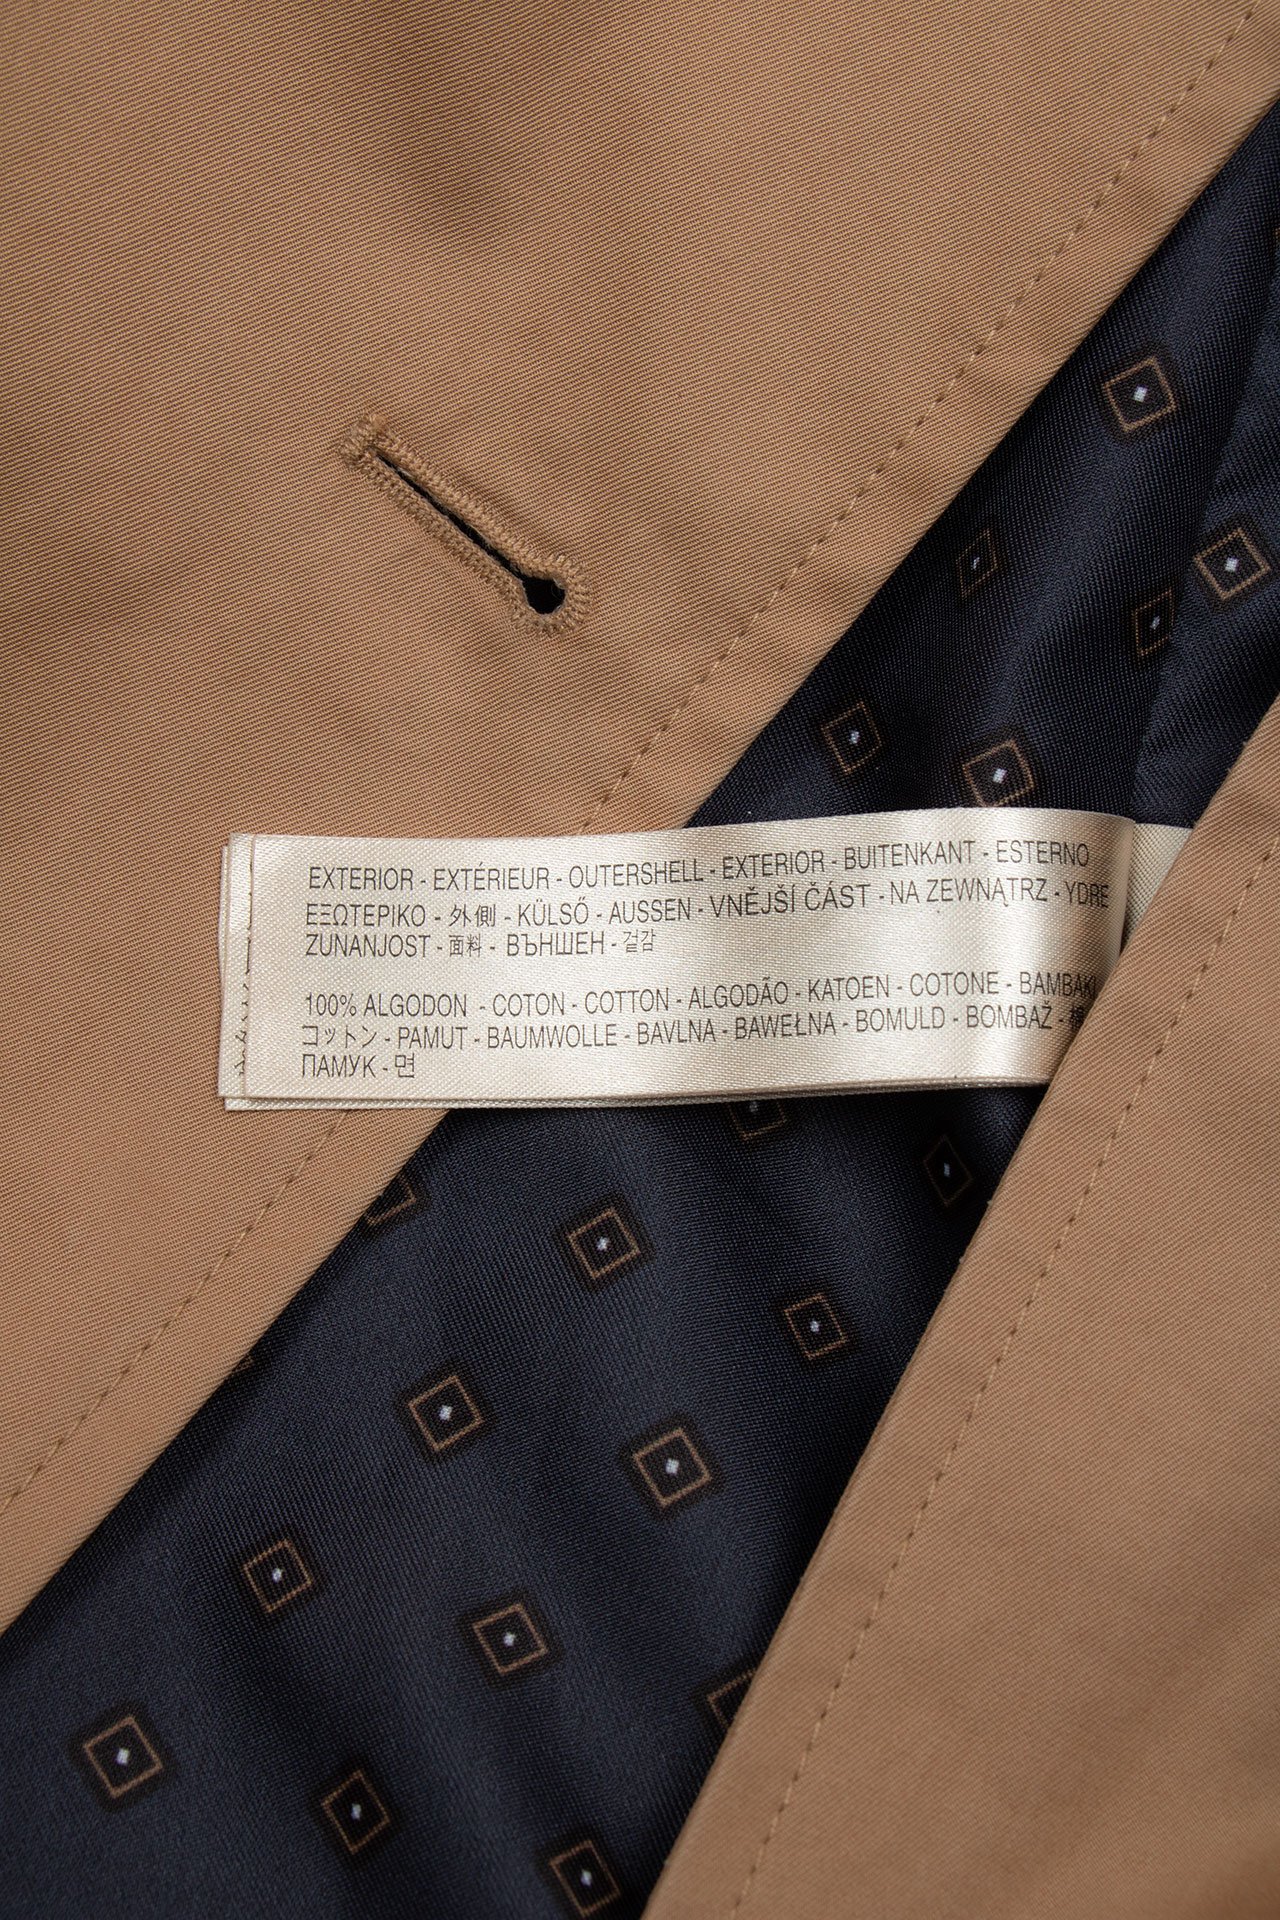 EXTERIOR - EXTÉRIEUR - OUTERSHELL - EXTERIOR - BUITENKANT - ESTERNO
ΕΞΩΤΕΡΙΚΟ - 外側 - KÜLSŐ - AUSSEN - VNĚJŠÍ ČÁST - NA ZEWNĄTRZ - YDRE
ZUNANJOST - 面料 - ВЪНШЕН - 겉감
100% ALGODON - COTON - COTTON - ALGODÃO - KATOEN - COTONE - BAMBAKI
コットン - PAMUT - BAUMWOLLE - BAVLNA - BAWEŁNA - BOMULD - BOMBAŽ -
ПАМУК - 면